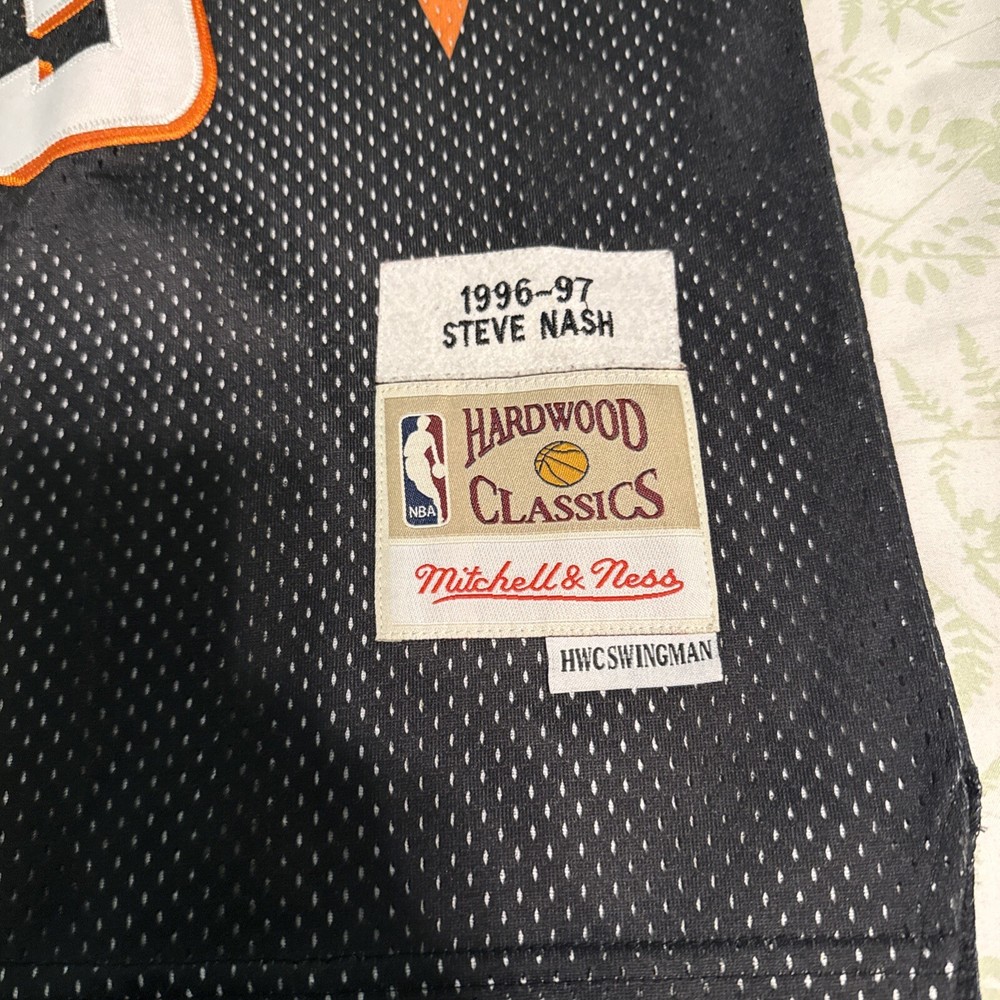 1996-97
STEVE NASH
HARDWOOD
CLASSICS
NBA
Mitchell & Ness
HWCSWINGMAN